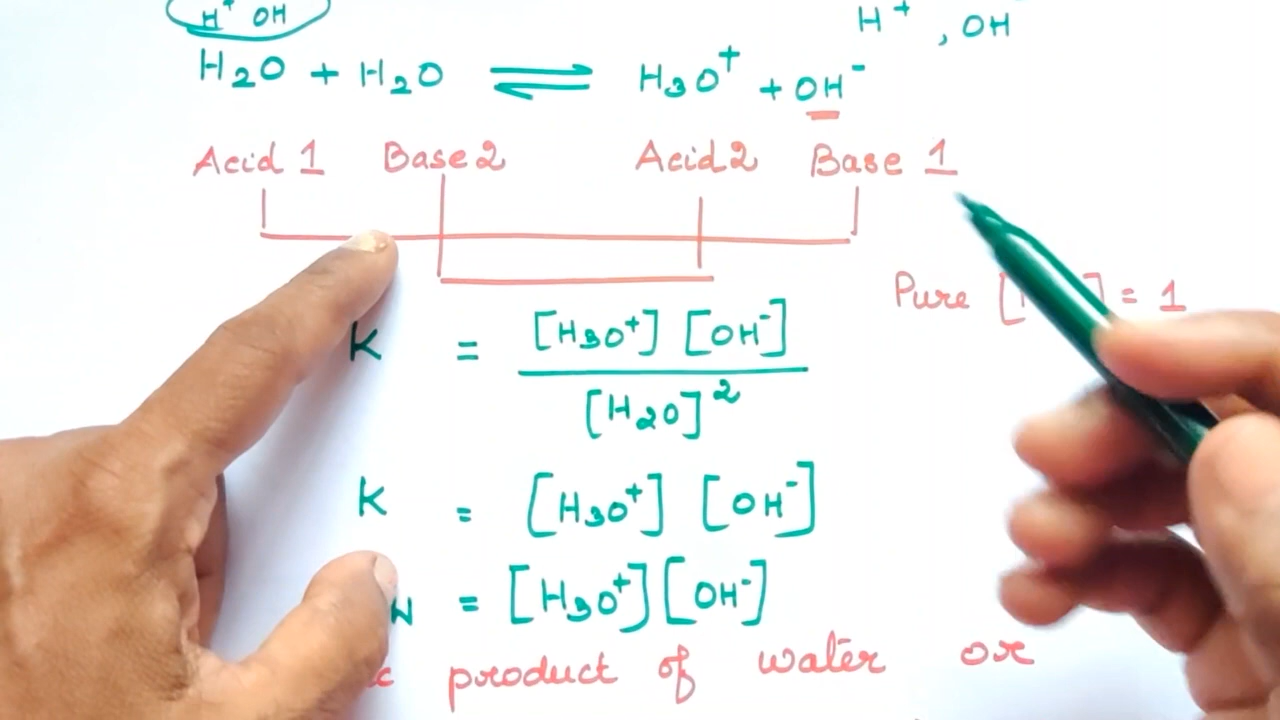 H⁺ OH
H⁺ , OH⁻
H₂O + H₂O ⇌ H₃O⁺ + OH⁻
Acid 1 Base 2 Acid 2 Base 1
Pure [ ] = 1
K = [H₃O⁺] [OH⁻] / [H₂O]²
K = [H₃O⁺] [OH⁻]
w = [H₃O⁺] [OH⁻]
product of water or